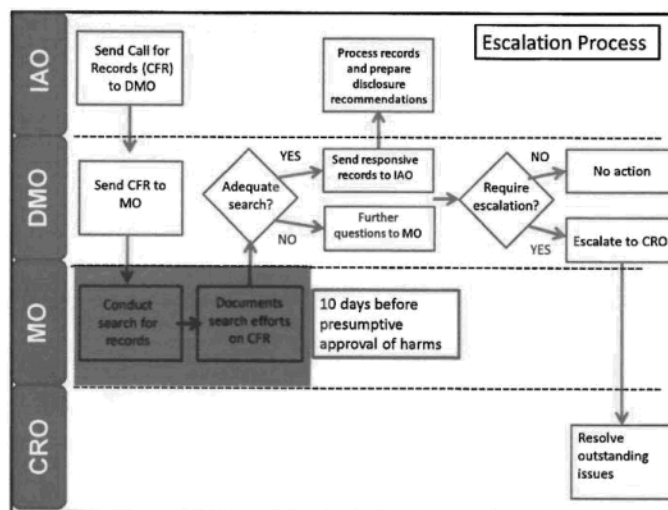 Escalation Process
IAO
Send Call for
Records (CFR)
to DMO
Process records
and prepare
disclosure
recommendations
DMO
Send CFR to
MO
Adequate
search?
YES
Send responsive
records to IAO
NO
Further
questions to MO
Require
escalation?
NO
No action
YES
Escalate to CRO
MO
Conduct
search for
records
Documents
search efforts
on CFR
10 days before
presumptive
approval of harms
CRO
Resolve
outstanding
issues